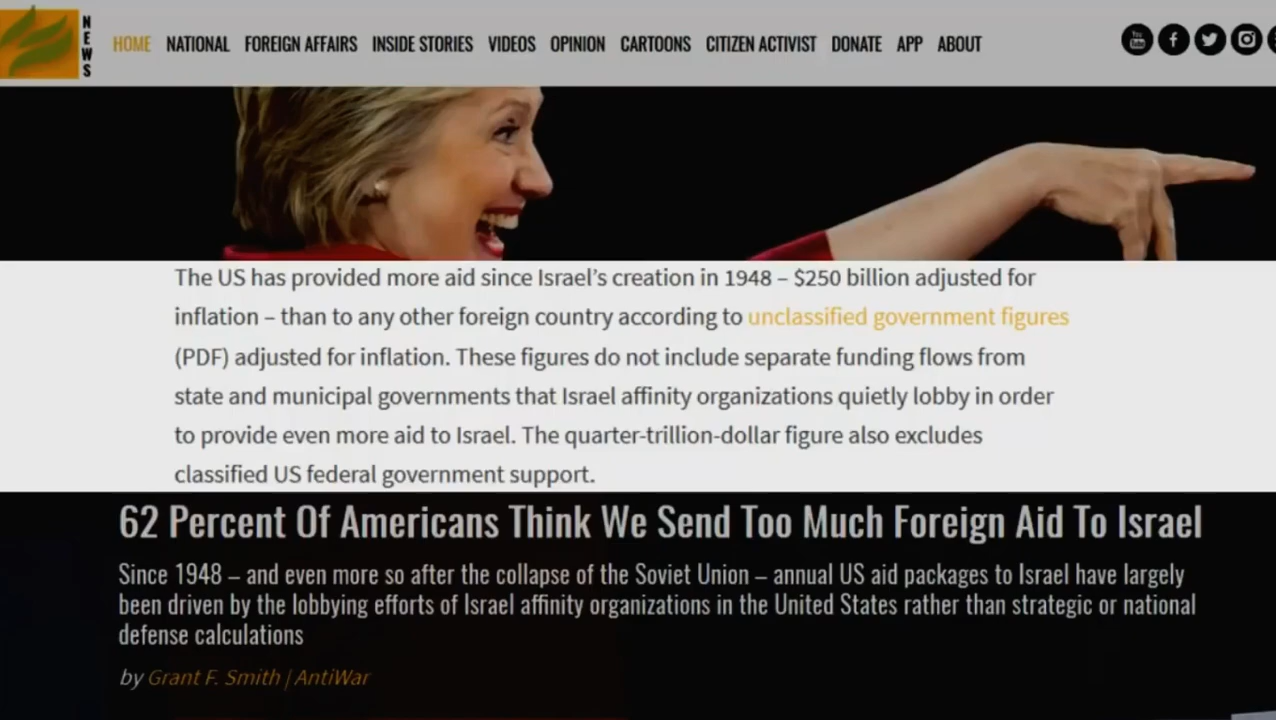 NEWS
HOME NATIONAL FOREIGN AFFAIRS INSIDE STORIES VIDEOS OPINION CARTOONS CITIZEN ACTIVIST DONATE APP ABOUT
You Tube
The US has provided more aid since Israel’s creation in 1948 – $250 billion adjusted for
inflation – than to any other foreign country according to unclassified government figures
(PDF) adjusted for inflation. These figures do not include separate funding flows from
state and municipal governments that Israel affinity organizations quietly lobby in order
to provide even more aid to Israel. The quarter-trillion-dollar figure also excludes
classified US federal government support.
62 Percent Of Americans Think We Send Too Much Foreign Aid To Israel
Since 1948 – and even more so after the collapse of the Soviet Union – annual US aid packages to Israel have largely
been driven by the lobbying efforts of Israel affinity organizations in the United States rather than strategic or national
defense calculations
by Grant F. Smith | AntiWar